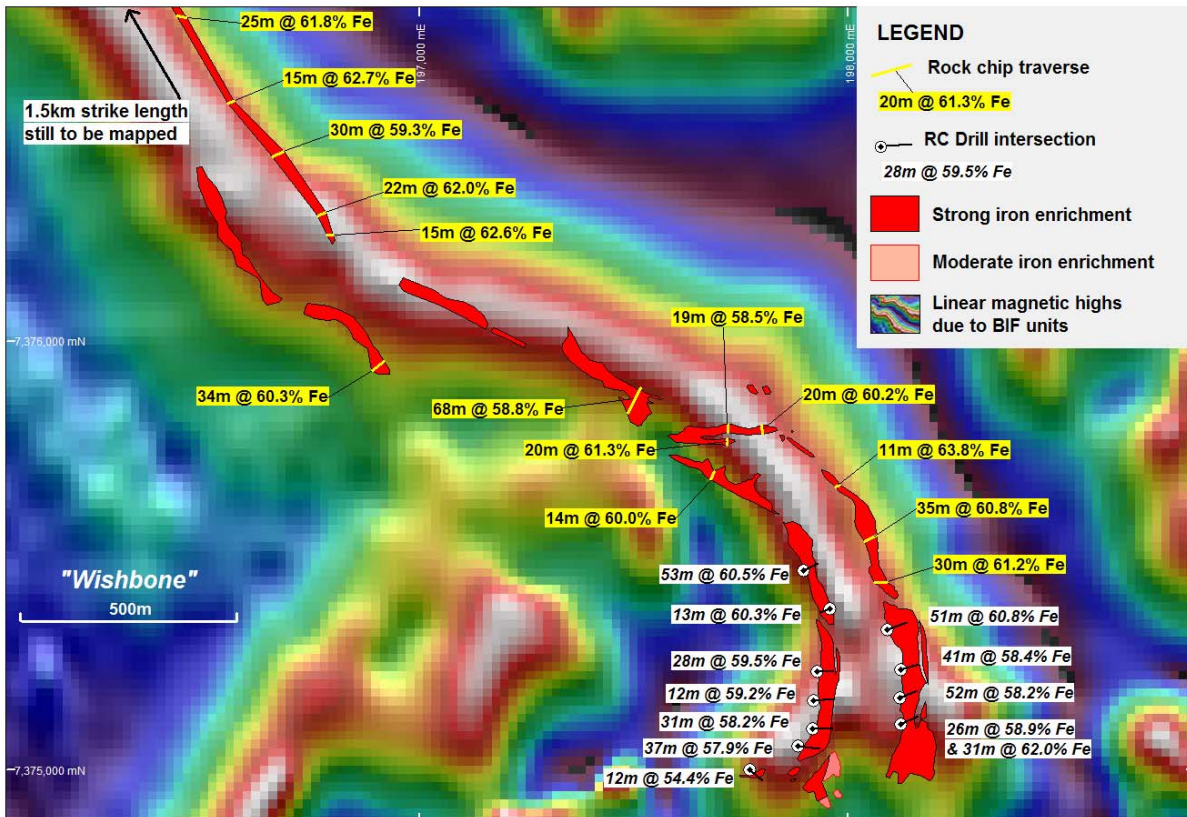 25m @ 61.8% Fe
197,000 mE
198,000 mE
LEGEND
Rock chip traverse
20m @ 61.3% Fe
RC Drill intersection
28m @ 59.5% Fe
Strong iron enrichment
Moderate iron enrichment
Linear magnetic highs
due to BIF units
15m @ 62.7% Fe
1.5km strike length
still to be mapped
30m @ 59.3% Fe
22m @ 62.0% Fe
15m @ 62.6% Fe
19m @ 58.5% Fe
7,375,000 mN
34m @ 60.3% Fe
68m @ 58.8% Fe
20m @ 60.2% Fe
20m @ 61.3% Fe
11m @ 63.8% Fe
14m @ 60.0% Fe
35m @ 60.8% Fe
30m @ 61.2% Fe
"Wishbone"
500m
53m @ 60.5% Fe
13m @ 60.3% Fe
51m @ 60.8% Fe
28m @ 59.5% Fe
41m @ 58.4% Fe
12m @ 59.2% Fe
52m @ 58.2% Fe
31m @ 58.2% Fe
26m @ 58.9% Fe
& 31m @ 62.0% Fe
37m @ 57.9% Fe
7,375,000 mN
12m @ 54.4% Fe